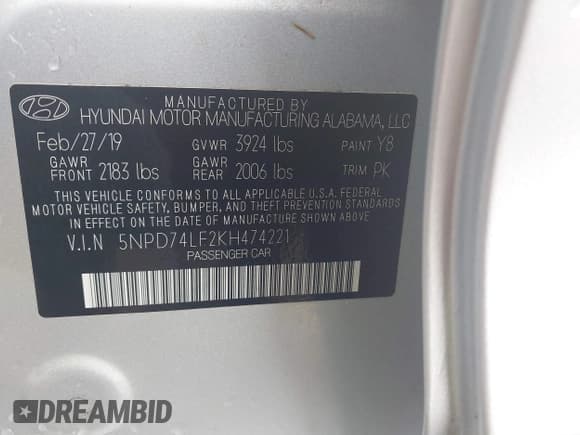 MANUFACTURED BY
HYUNDAI MOTOR MANUFACTURING ALABAMA, LLC
Feb/27/19 GVWR 3924 lbs PAINT Y8
GAWR FRONT 2183 lbs GAWR REAR 2006 lbs TRIM PK
THIS VEHICLE CONFORMS TO ALL APPLICABLE U.S.A. FEDERAL
MOTOR VEHICLE SAFETY, BUMPER, AND THEFT PREVENTION STANDARDS
IN EFFECT ON THE DATE OF MANUFACTURE SHOWN ABOVE.
V.I.N 5NPD74LF2KH474221
PASSENGER CAR
DREAMBID